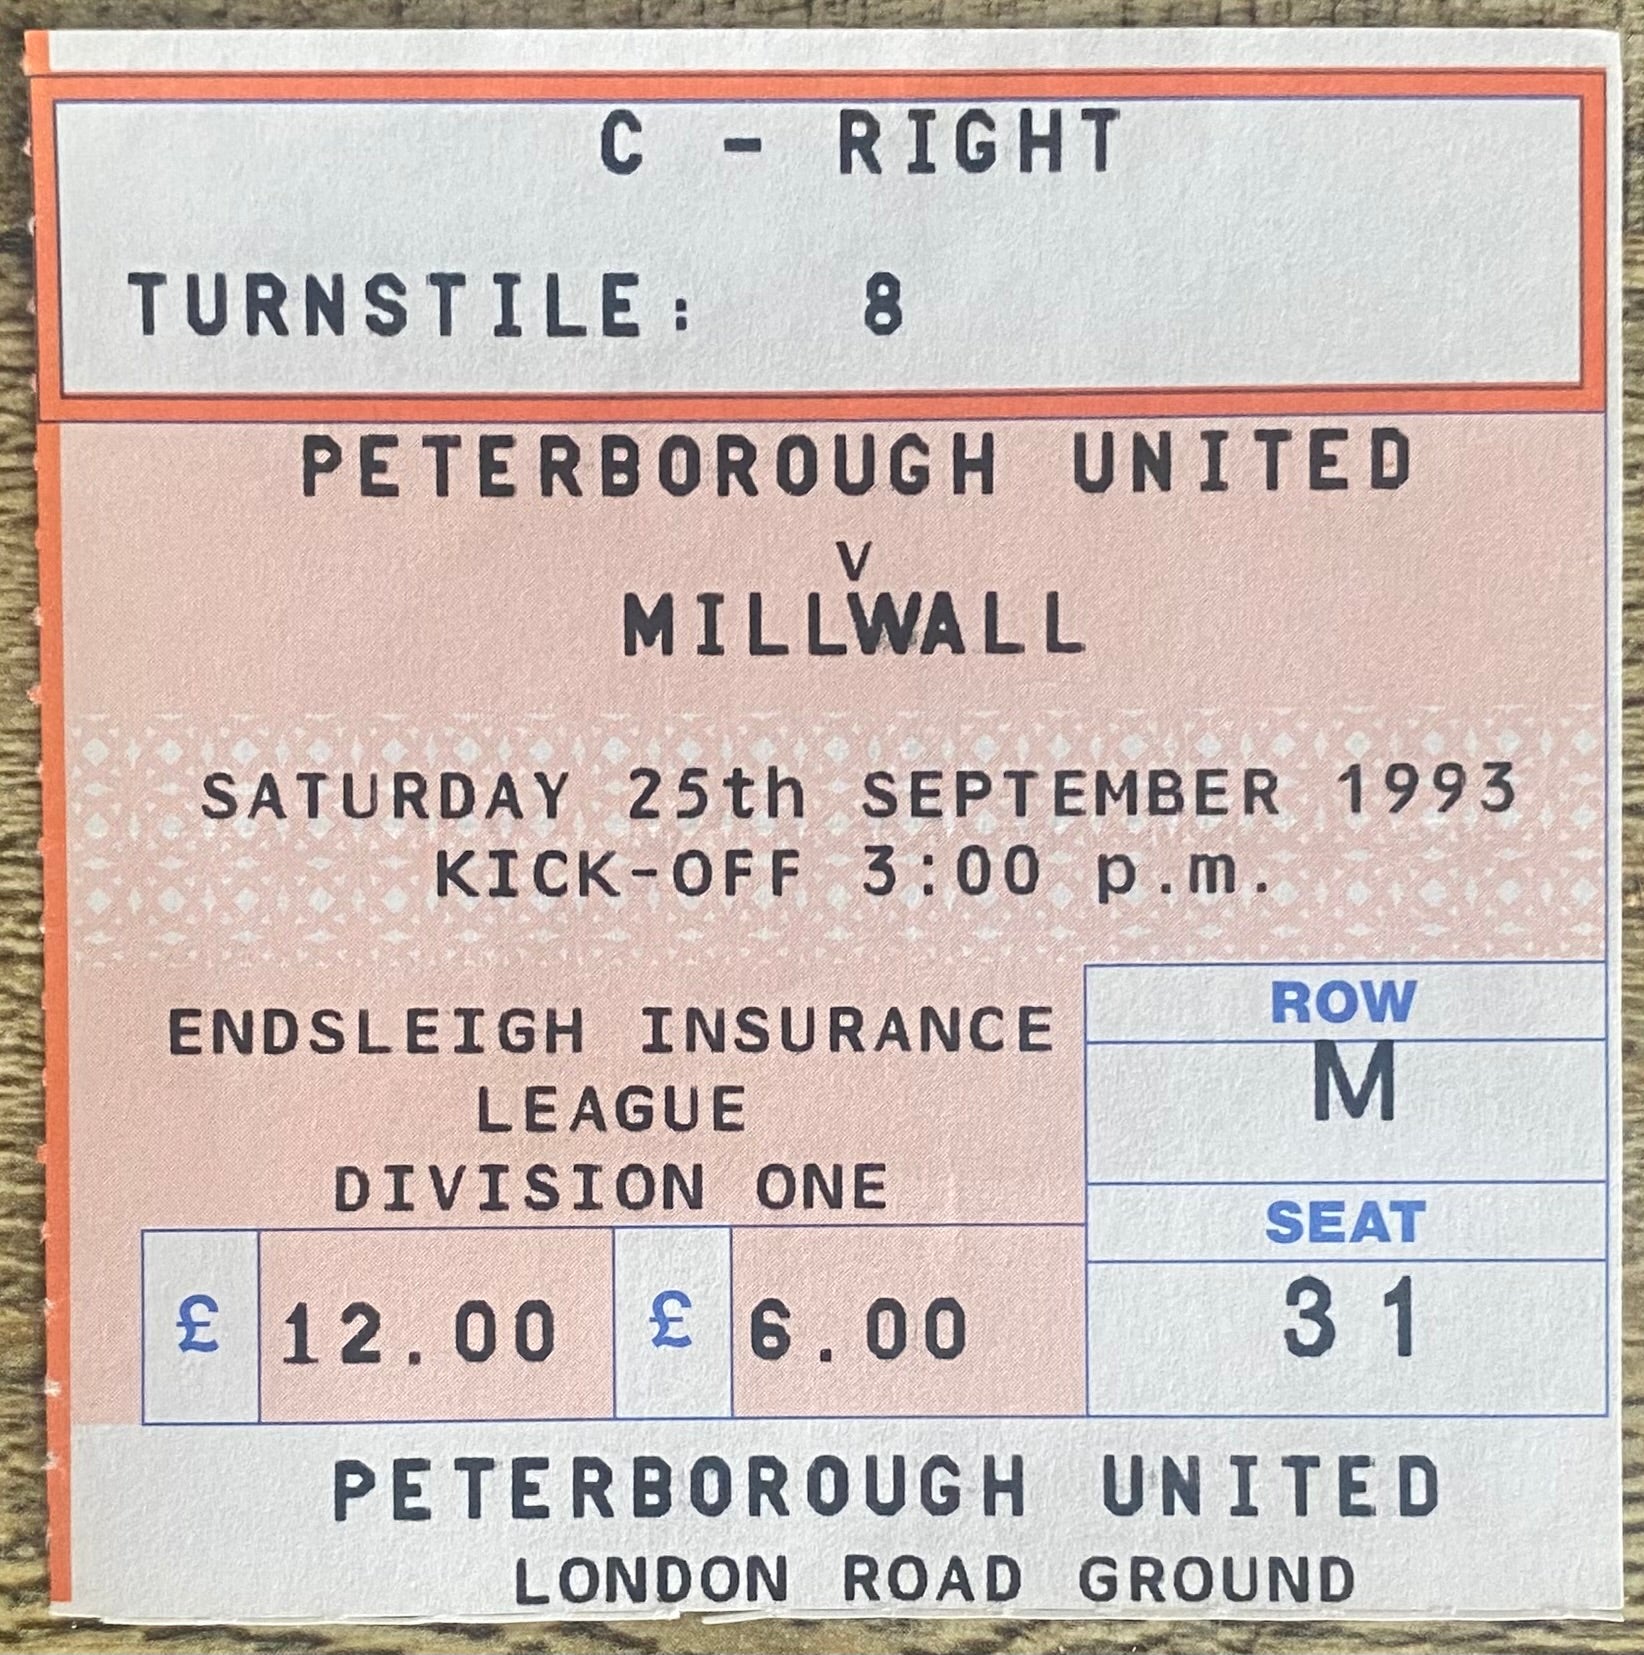 C - RIGHT
TURNSTILE: 8
PETERBOROUGH UNITED
v
MILLWALL
SATURDAY 25th SEPTEMBER 1993
KICK-OFF 3:00 p.m.
ENDSLEIGH INSURANCE
LEAGUE
DIVISION ONE
ROW
M
SEAT
31
£ 12.00 £ 6.00
PETERBOROUGH UNITED
LONDON ROAD GROUND